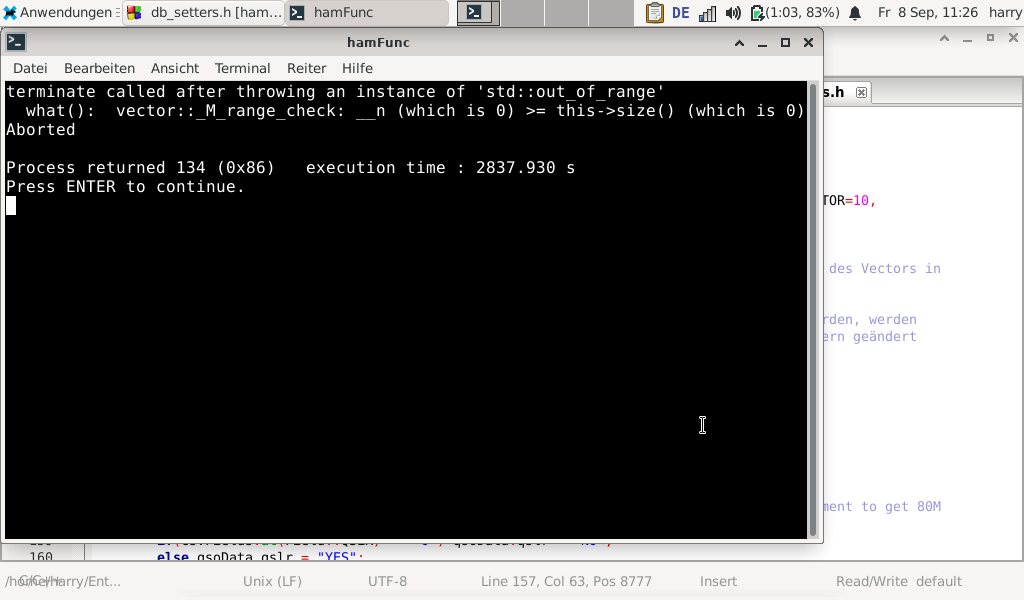 Anwendungen db_setters.h [ham... hamFunc DE (1:03, 83%) Fr 8 Sep, 11:26 harry
hamFunc
Datei Bearbeiten Ansicht Terminal Reiter Hilfe
terminate called after throwing an instance of 'std::out_of_range'
what(): vector::_M_range_check: __n (which is 0) >= this->size() (which is 0)
Aborted
Process returned 134 (0x86) execution time : 2837.930 s
Press ENTER to continue.
s.h
TOR=10,
des Vectors in
rden, werden
ern geändert
ment to get 80M
160 else qsoData.qslr = "YES";
/home/Harry/Ent... Unix (LF) UTF-8 Line 157, Col 63, Pos 8777 Insert Read/Write default